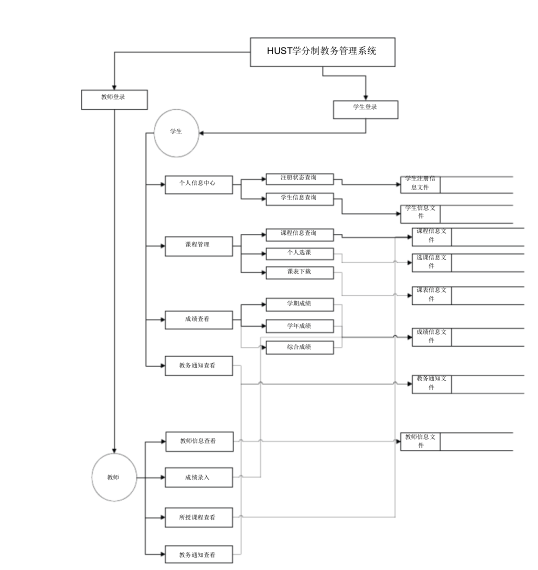 HUST学分制教务管理系统
教师登录
学生登录
学生
个人信息中心
注册状态查询
学生注册信
息文件
学生信息查询
学生信息文
件
课程管理
课程信息查询
课程信息文
件
个人选课
选课信息文
件
课表下载
课表信息文
件
成绩查看
学期成绩
学年成绩
综合成绩
成绩信息文
件
教务通知查看
教务通知文
件
教师信息查看
教师信息文
件
教师
成绩录入
所授课程查看
教务通知查看